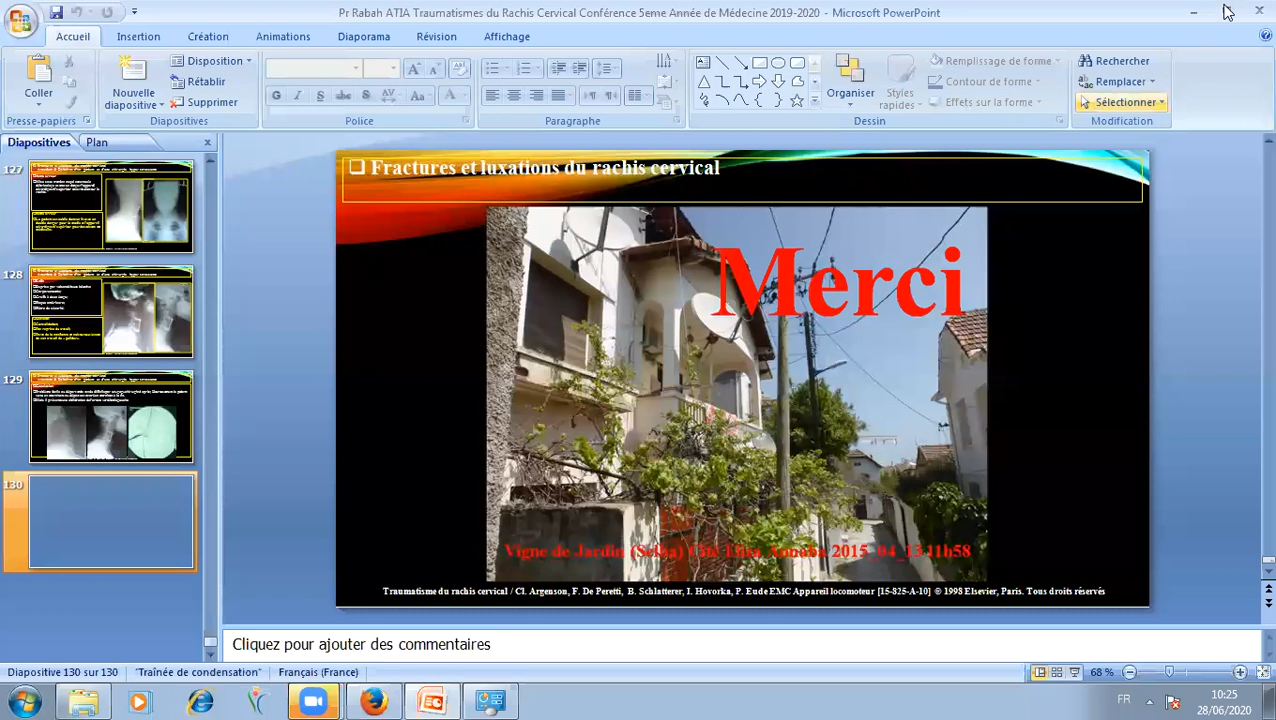 Pr Rabah ATIA Traumatismes du Rachis Cervical Conférence 5eme Année de Médecine 2019-2020 - Microsoft PowerPoint
Accueil Insertion Création Animations Diaporama Révision Affichage
Coller
Nouvelle diapositive
Disposition
Rétablir
Supprimer
G I S abc S AV Aa A
Organiser
Styles rapides
Remplissage de forme
Contour de forme
Effets sur la forme
Rechercher
Remplacer
Sélectionner
Presse-papiers Diapositives Police Paragraphe Dessin Modification
Diapositives Plan
127
128
129
130
Fractures et luxations du rachis cervical
Merci
Vigne de Jardin (Selha) Cité Elisa Annaba 2015_04_13 11h58
Traumatisme du rachis cervical / Cl. Argenson, F. De Peretti, B. Schlatterer, I. Hovorka, P. Eude EMC Appareil locomoteur [15-825-A-10] © 1998 Elsevier, Paris. Tous droits réservés
Cliquez pour ajouter des commentaires
Diapositive 130 sur 130 "Traînée de condensation" Français (France) 68 %
FR
10:25
28/06/2020